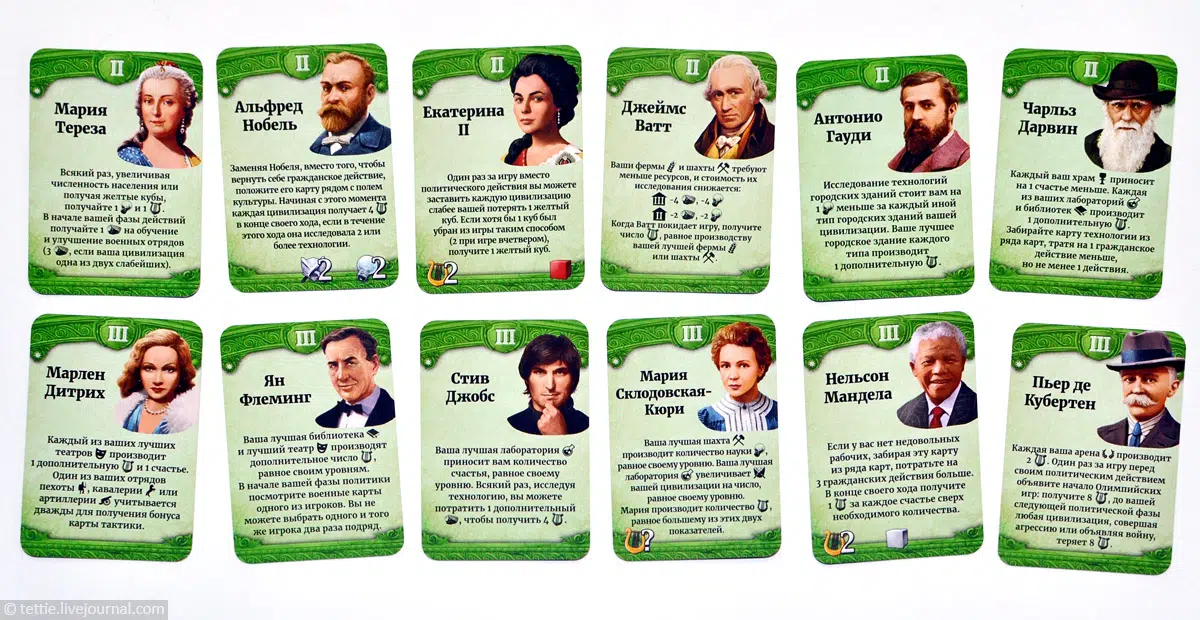 II
Мария
Тереза
Всякий раз, увеличивая
численность населения или
получая желтые кубы,
получайте 1 и 1 .
В начале вашей фазы действий
получайте 1 на обучение
и улучшение военных отрядов
(3 , если ваша цивилизация
одна из двух слабейших).
II
Альфред
Нобель
Заменяя Нобеля, вместо того, чтобы
вернуть себе гражданское действие,
положите его карту рядом с полем
культуры. Начиная с этого момента
каждая цивилизация получает 4
в конце своего хода, если в течение
этого хода она исследовала 2 или
более технологии.
2 2
II
Екатерина
II
Один раз за игру вместо
политического действия вы можете
заставить каждую цивилизацию
слабее вашей потерять 1 желтый
куб. Если хотя бы 1 куб был
убран из игры таким способом
(2 при игре вчетвером),
получите 1 желтый куб.
2
II
Джеймс
Ватт
Ваши фермы и шахты требуют
меньше ресурсов, и стоимость их
исследования снижается:
-4 , -4
-2 , -2
Когда Ватт покидает игру, получите
число , равное производству
вашей лучшей фермы
или шахты .
II
Антонио
Гауди
Исследование технологий
городских зданий стоит вам на
1 меньше за каждый иной
тип городских зданий вашей
цивилизации. Ваше лучшее
городское здание каждого
типа производит
1 дополнительную .
II
Чарльз
Дарвин
Каждый ваш храм приносит
на 1 счастье меньше. Каждая
из ваших лабораторий
и библиотек производит
1 дополнительную .
Забирайте карту технологии из
ряда карт, тратя на 1 гражданское
действие меньше,
но не менее 1 действия.
III
Марлен
Дитрих
Каждый из ваших лучших
театров производит
1 дополнительную и 1 счастье.
Один из ваших отрядов
пехоты , кавалерии или
артиллерии учитывается
дважды для получения бонуса
карты тактики.
III
Ян
Флеминг
Ваша лучшая библиотека
и лучший театр производят
дополнительное число ,
равное своим уровням.
В начале вашей фазы политики
посмотрите военные карты
одного из игроков. Вы не
можете выбрать одного и того
же игрока два раза подряд.
III
Стив
Джобс
Ваша лучшая лаборатория
приносит вам количество
счастья, равное своему
уровню. Всякий раз, исследуя
технологию, вы можете
потратить 1 дополнительный
, чтобы получить 4 .
III
Мария
Склодовская-
Кюри
Ваша лучшая шахта
производит количество науки ,
равное своему уровню. Ваша лучшая
лаборатория увеличивает
вашей цивилизации на число,
равное своему уровню.
Мария производит количество ,
равное большему из этих двух
показателей.
?
III
Нельсон
Мандела
Если у вас нет недовольных
рабочих, забирая эту карту
из ряда карт, потратьте на
3 гражданских действия больше.
В конце своего хода получите
1 за каждое счастье сверх
необходимого количества.
2
III
Пьер де
Кубертен
Каждая ваша арена производит
2 . Один раз за игру перед
своим политическим действием
объявите начало Олимпийских
игр: получите 8 , до вашей
следующей политической фазы
любая цивилизация, совершая
агрессию или объявляя войну,
теряет 8 .
© tettie.livejournal.com